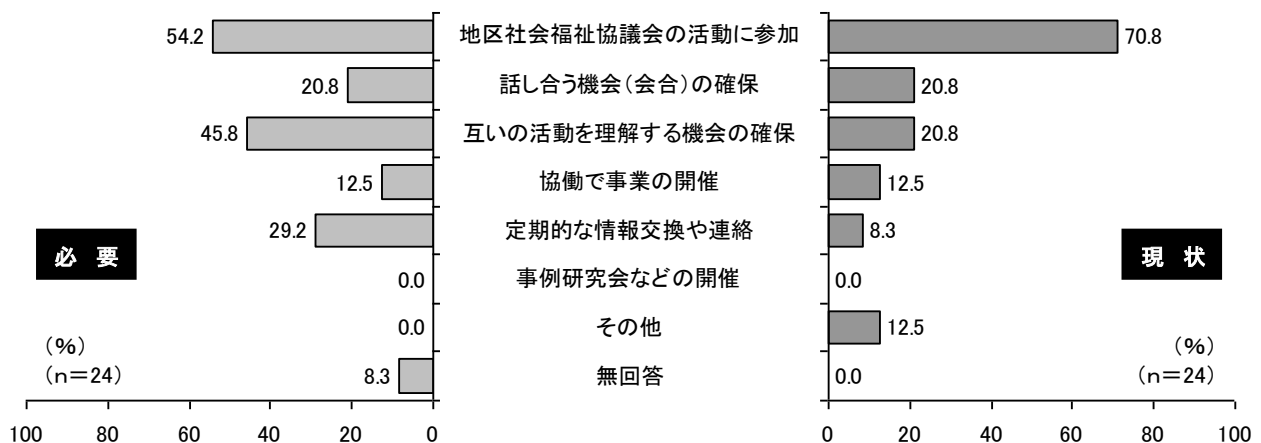 54.2 地区社会福祉協議会の活動に参加 70.8
20.8 話し合う機会(会合)の確保 20.8
45.8 互いの活動を理解する機会の確保 20.8
12.5 協働で事業の開催 12.5
29.2 定期的な情報交換や連絡 8.3
必 要 現 状
0.0 事例研究会などの開催 0.0
0.0 その他 12.5
(%) (%)
(n=24) 8.3 無回答 0.0 (n=24)
100 80 60 40 20 0 0 20 40 60 80 100